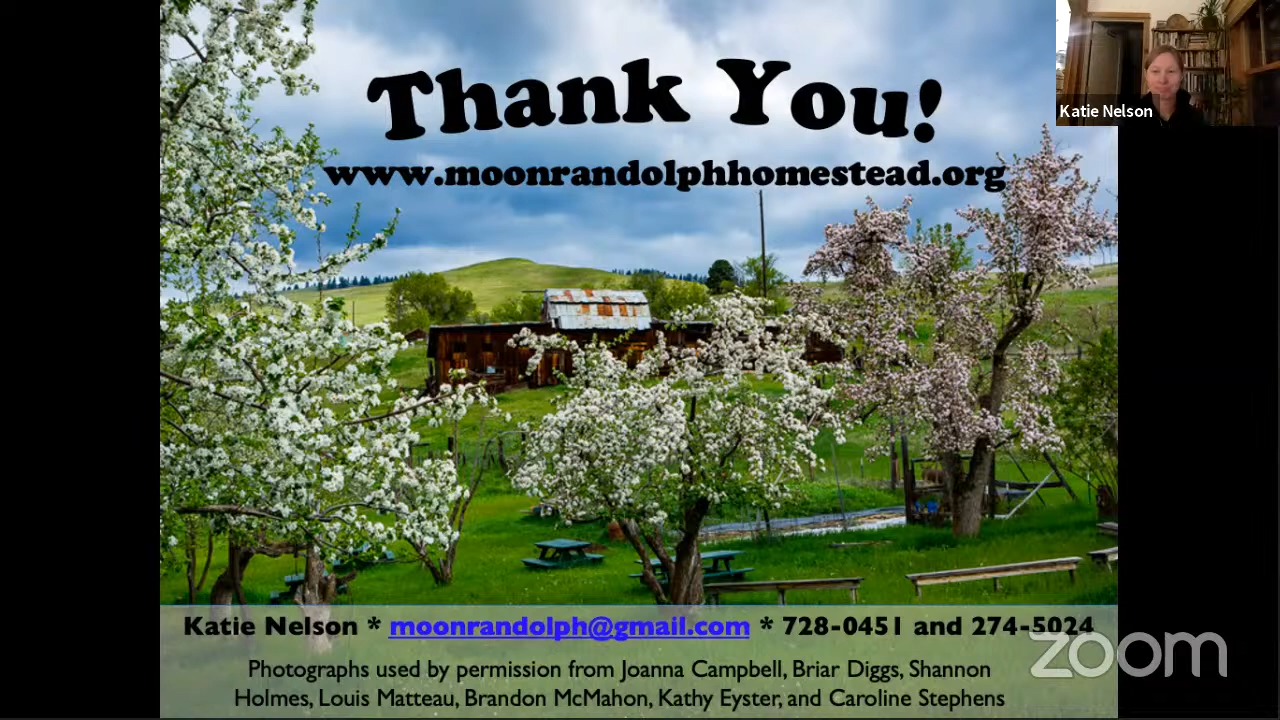 Thank You!
www.moonrandolphhomestead.org
Katie Nelson
Katie Nelson * moonrandolph@gmail.com * 728-0451 and 274-5024
zoom
Photographs used by permission from Joanna Campbell, Briar Diggs, Shannon
Holmes, Louis Matteau, Brandon McMahon, Kathy Eyster, and Caroline Stephens